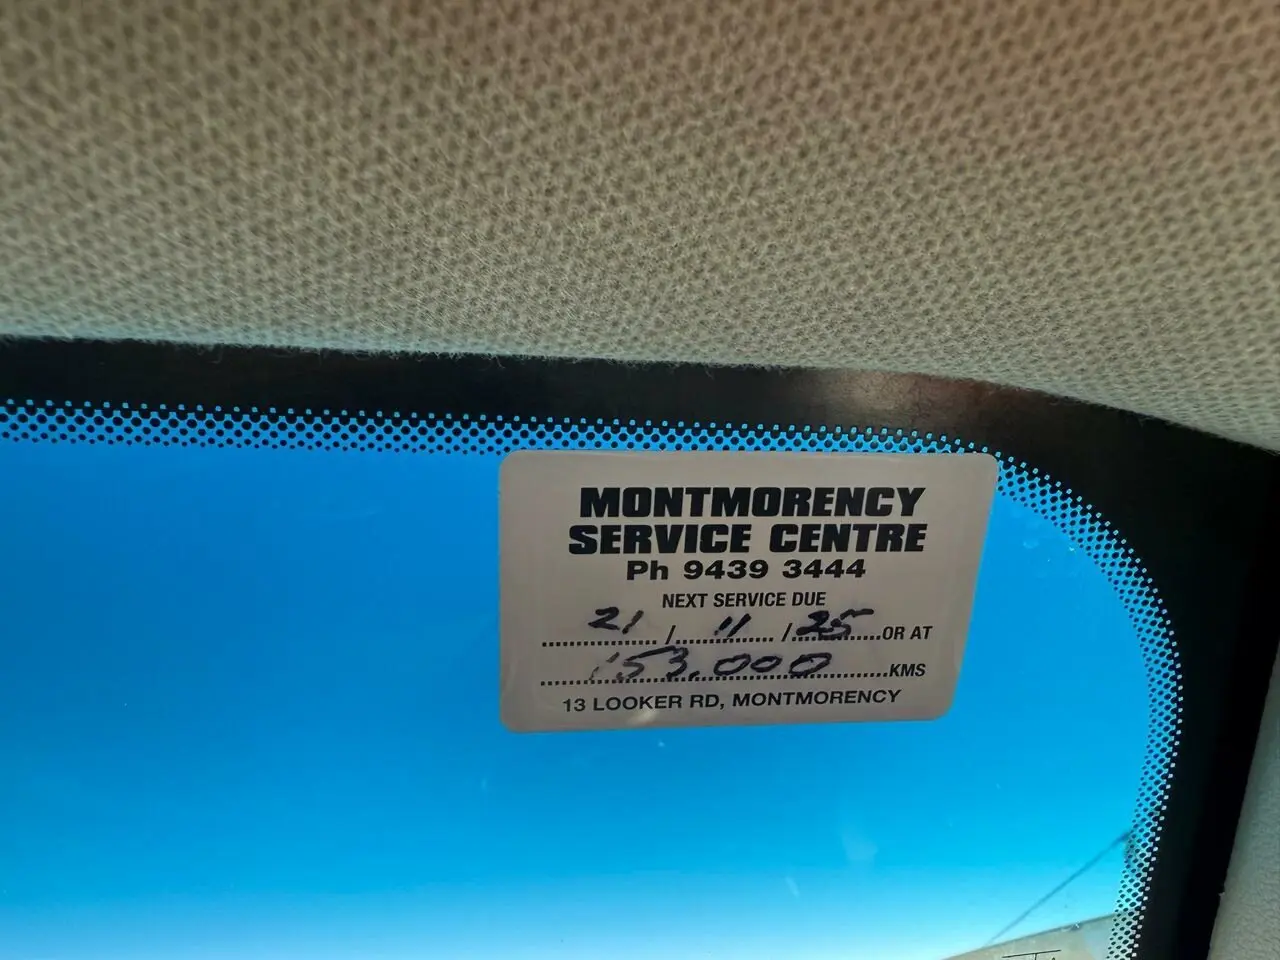 MONTMORENCY
SERVICE CENTRE
Ph 9439 3444
NEXT SERVICE DUE
21 / 11 / 25 OR AT
153,000 KMS
13 LOOKER RD, MONTMORENCY